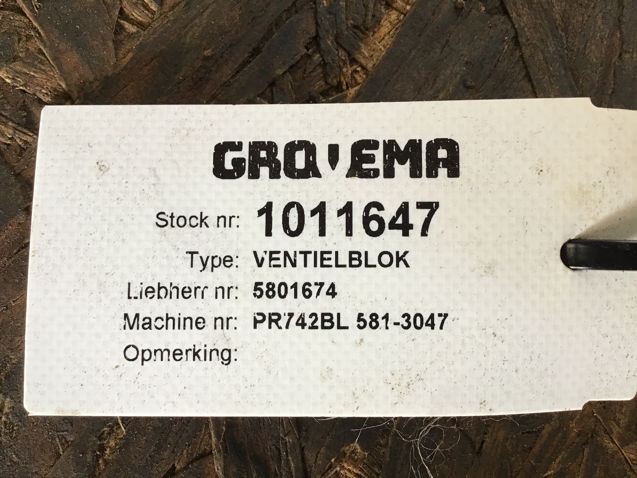 GROVEMA
Stock nr: 1011647
Type: VENTIELBLOK
Liebherr nr: 5801674
Machine nr: PR742BL 581-3047
Opmerking: